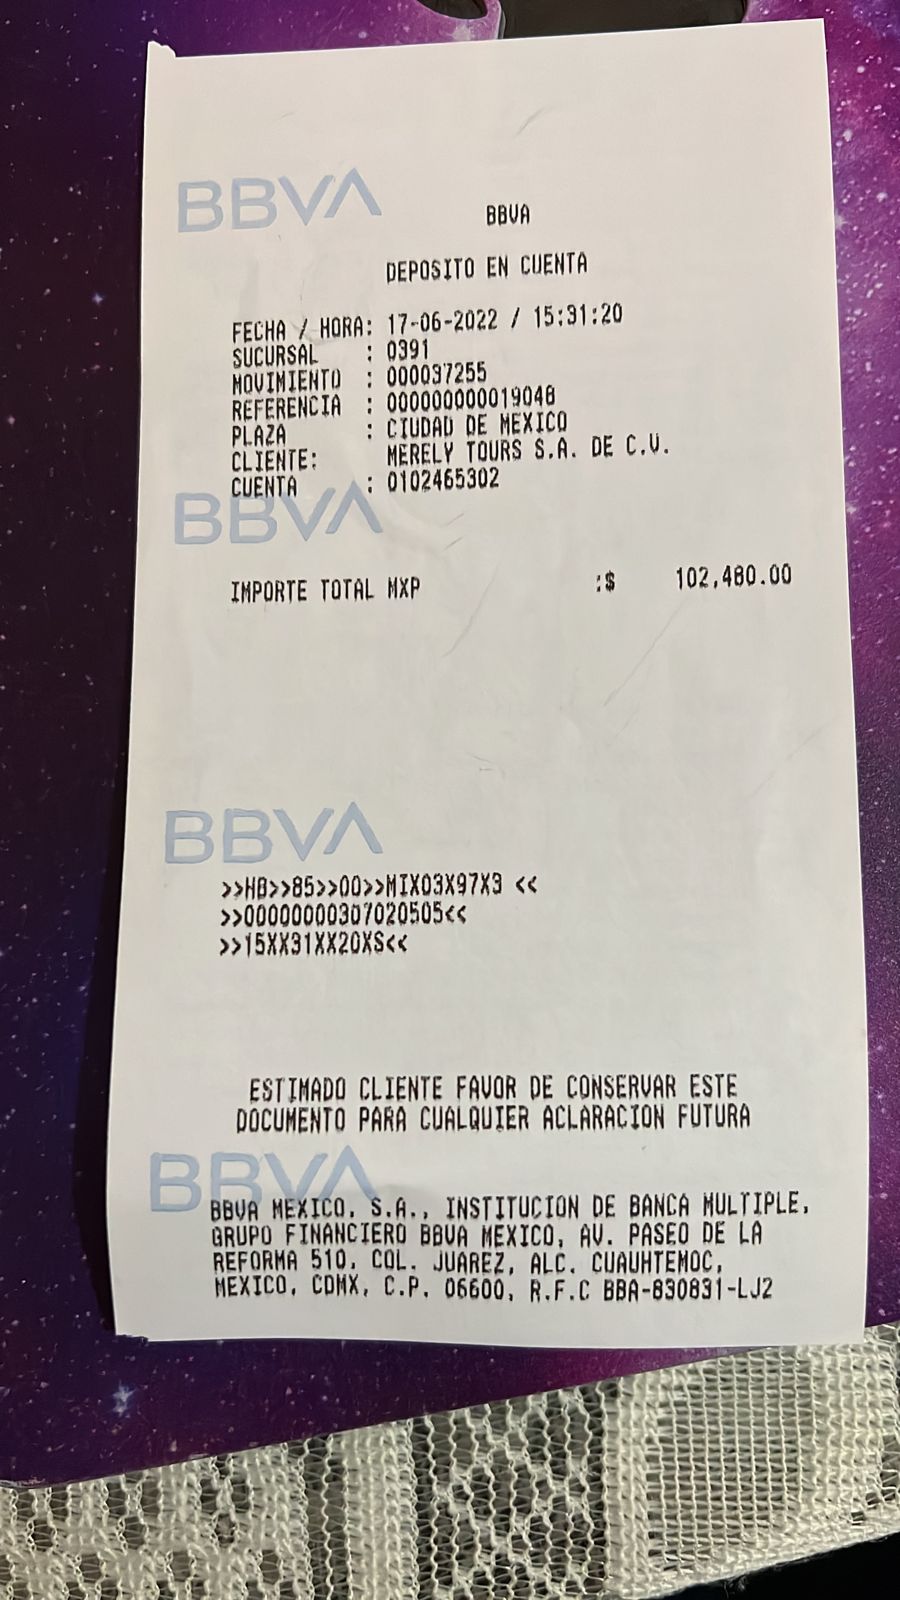 BBVA
BBVA
DEPOSITO EN CUENTA
FECHA / HORA: 17-06-2022 / 15:31:20
SUCURSAL : 0391
MOVIMIENTO : 000037255
REFERENCIA : 000000000019048
PLAZA : CIUDAD DE MEXICO
CLIENTE: MERELY TOURS S.A. DE C.V.
CUENTA : 0102465302
BBVA
IMPORTE TOTAL MXP :$ 102,480.00
BBVA
>>HB>>85>>00>>MIX03X97X3 <<
>>00000000307020505<<
>>15XX31XX20XS<<
ESTIMADO CLIENTE FAVOR DE CONSERVAR ESTE
DOCUMENTO PARA CUALQUIER ACLARACION FUTURA
BBVA
BBVA MEXICO, S.A., INSTITUCION DE BANCA MULTIPLE,
GRUPO FINANCIERO BBVA MEXICO, AV. PASEO DE LA
REFORMA 510, COL. JUAREZ, ALC. CUAUHTEMOC,
MEXICO, CDMX, C.P. 06600, R.F.C BBA-830831-LJ2